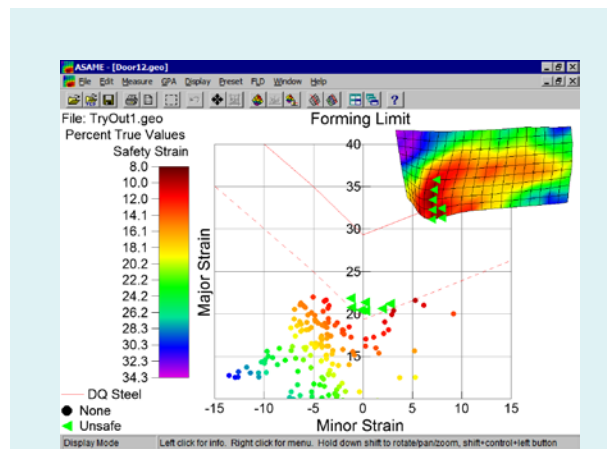 ASAME - [Door12.geo]
File Edit Measure GPA Display Preset FLD Window Help
File: TryOut1.geo
Forming Limit
Percent True Values
Safety Strain
8.0
10.0
12.0
14.1
16.1
18.1
20.2
22.2
24.2
26.2
28.3
30.3
32.3
34.3
DQ Steel
None
Unsafe
Major Strain
40
35
30
25
20
15
-15
-10
-5
0
5
10
15
Minor Strain
Display Mode
Left click for info. Right click for menu. Hold down shift to rotate/pan/zoom, shift+control+left button